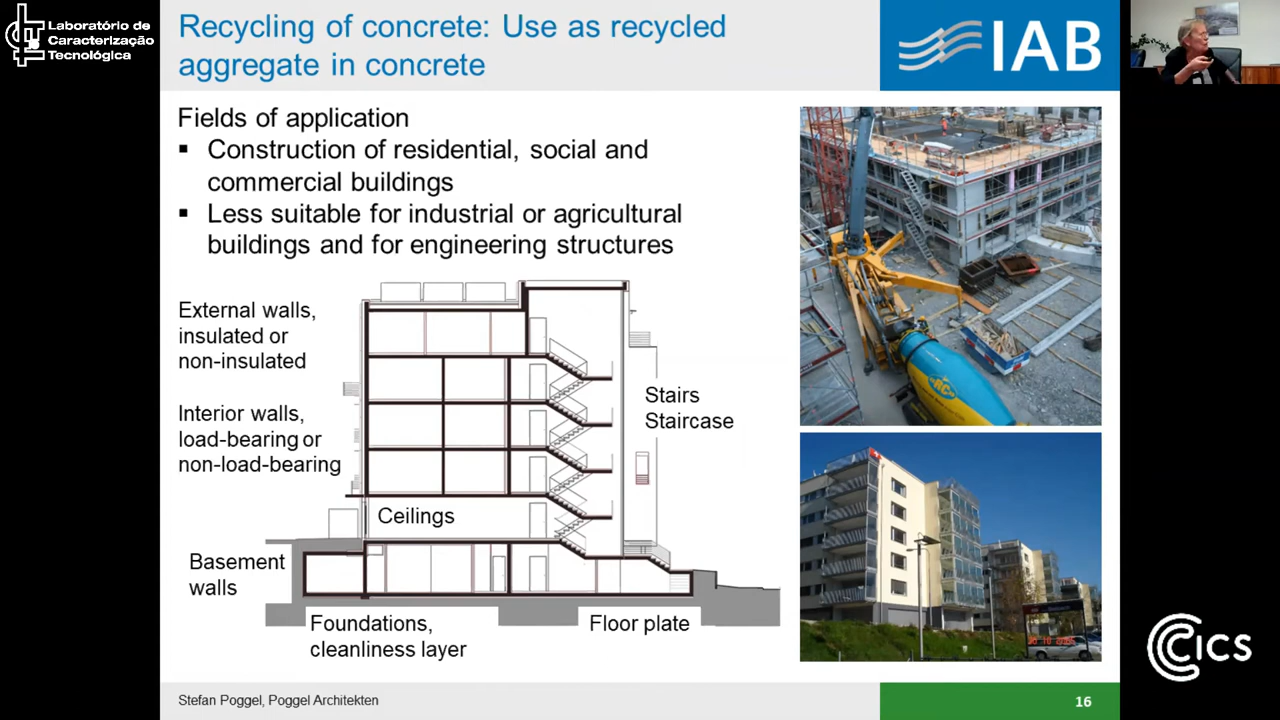 Laboratório de
Caracterização
Tecnológica
Recycling of concrete: Use as recycled
aggregate in concrete
IAB
Fields of application
▪ Construction of residential, social and
commercial buildings
▪ Less suitable for industrial or agricultural
buildings and for engineering structures
External walls,
insulated or
non-insulated
Interior walls,
load-bearing or
non-load-bearing
Stairs
Staircase
Ceilings
Basement
walls
Foundations,
cleanliness layer
Floor plate
RC
CICS
Stefan Poggel, Poggel Architekten
16